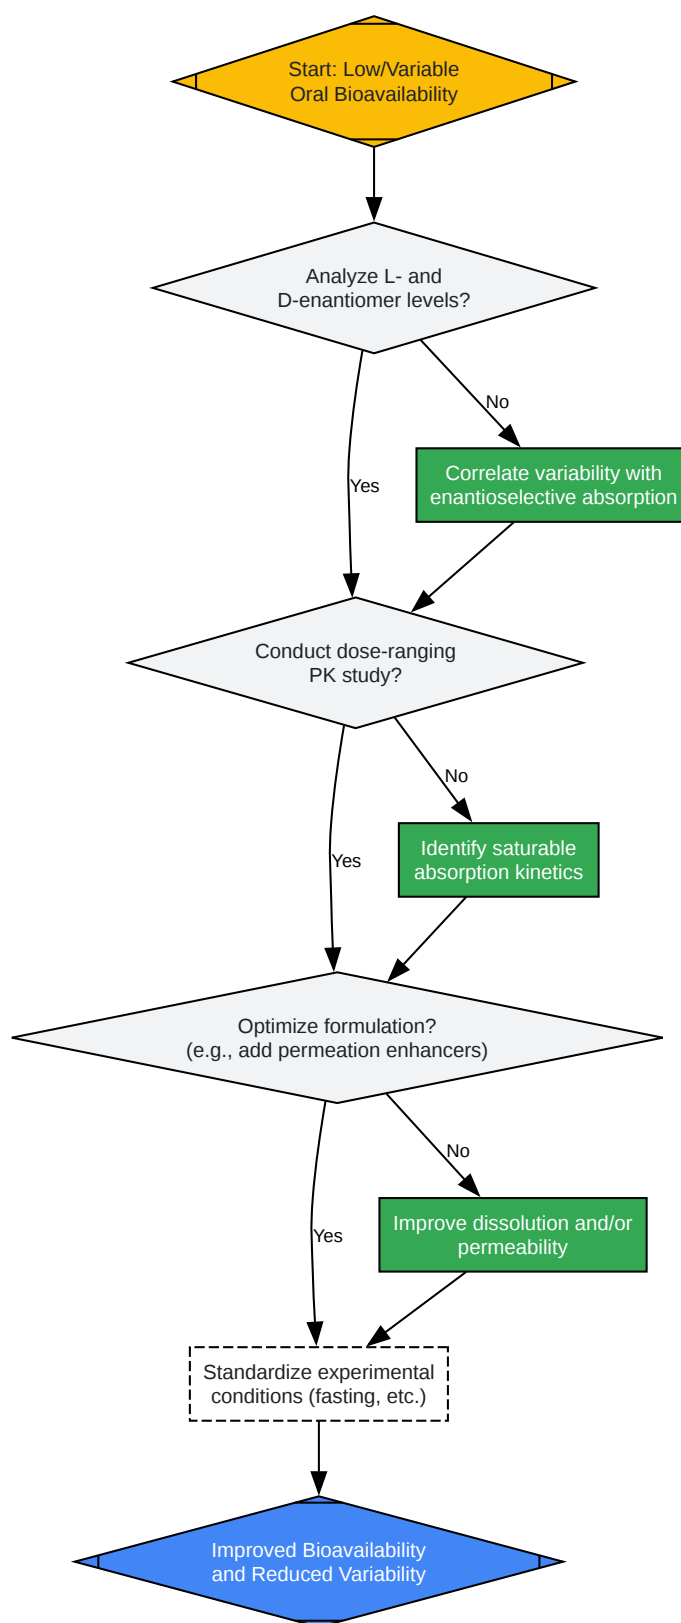 Start: Low/Variable
Oral Bioavailability
Analyze L- and
D-enantiomer levels?
No
Yes
Correlate variability with
enantioselective absorption
Conduct dose-ranging
PK study?
No
Yes
Identify saturable
absorption kinetics
Optimize formulation?
(e.g., add permeation enhancers)
No
Yes
Improve dissolution and/or
permeability
Standardize experimental
conditions (fasting, etc.)
Improved Bioavailability
and Reduced Variability